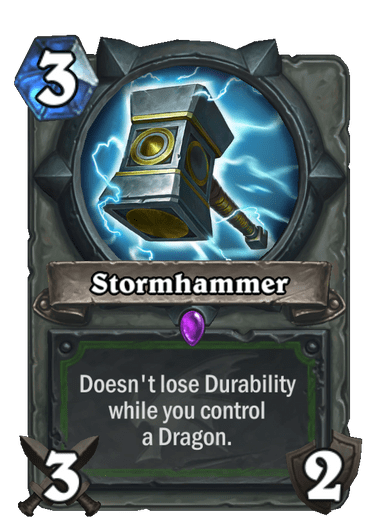 3
Stormhammer
Doesn't lose Durability
while you control
a Dragon.
3
2